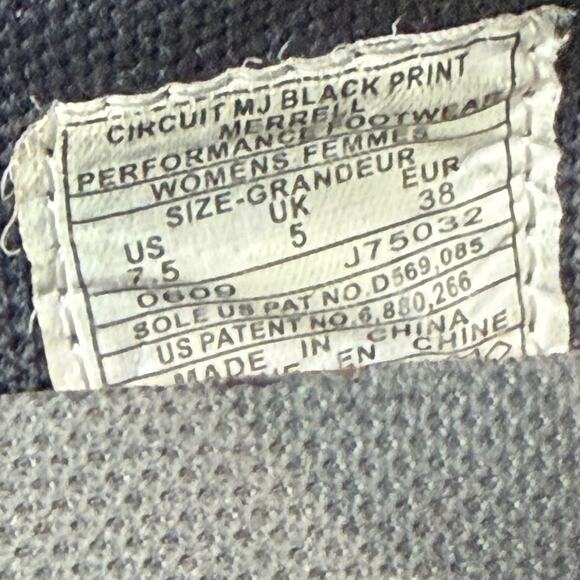 CIRCUIT MJ BLACK PRINT
MERRELL
PERFORMANCE FOOTWEAR
WOMENS FEMMES
SIZE-GRANDEUR
US UK EUR
7.5 5 38
0609 J75032
SOLE US PAT NO.D569,085
US PATENT NO.6,880,266
MADE IN CHINA
EN CHINE